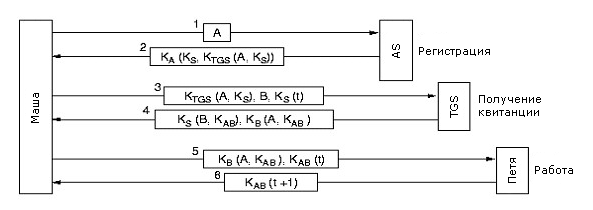 1
A
2
K_A (K_S, K_TGS (A, K_S))
AS
Регистрация
Маша
3
K_TGS (A, K_S), B, K_S (t)
4
K_S (B, K_AB), K_B (A, K_AB )
TGS
Получение
квитанции
5
K_B (A, K_AB), K_AB (t)
6
K_AB (t +1)
Петя
Работа